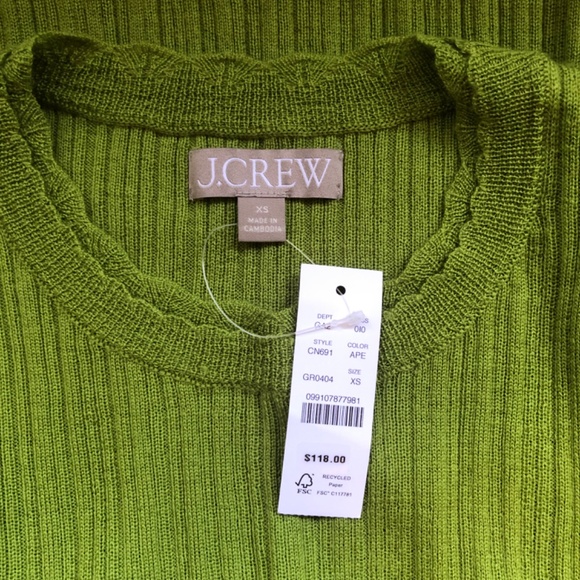 J.CREW
XS
MADE IN
CAMBODIA
DEPT
010
STYLE COLOR
CN691 APE
SIZE
GR0404 XS
099107877981
$118.00
RECYCLED
Paper
FSC
FSC® C117781